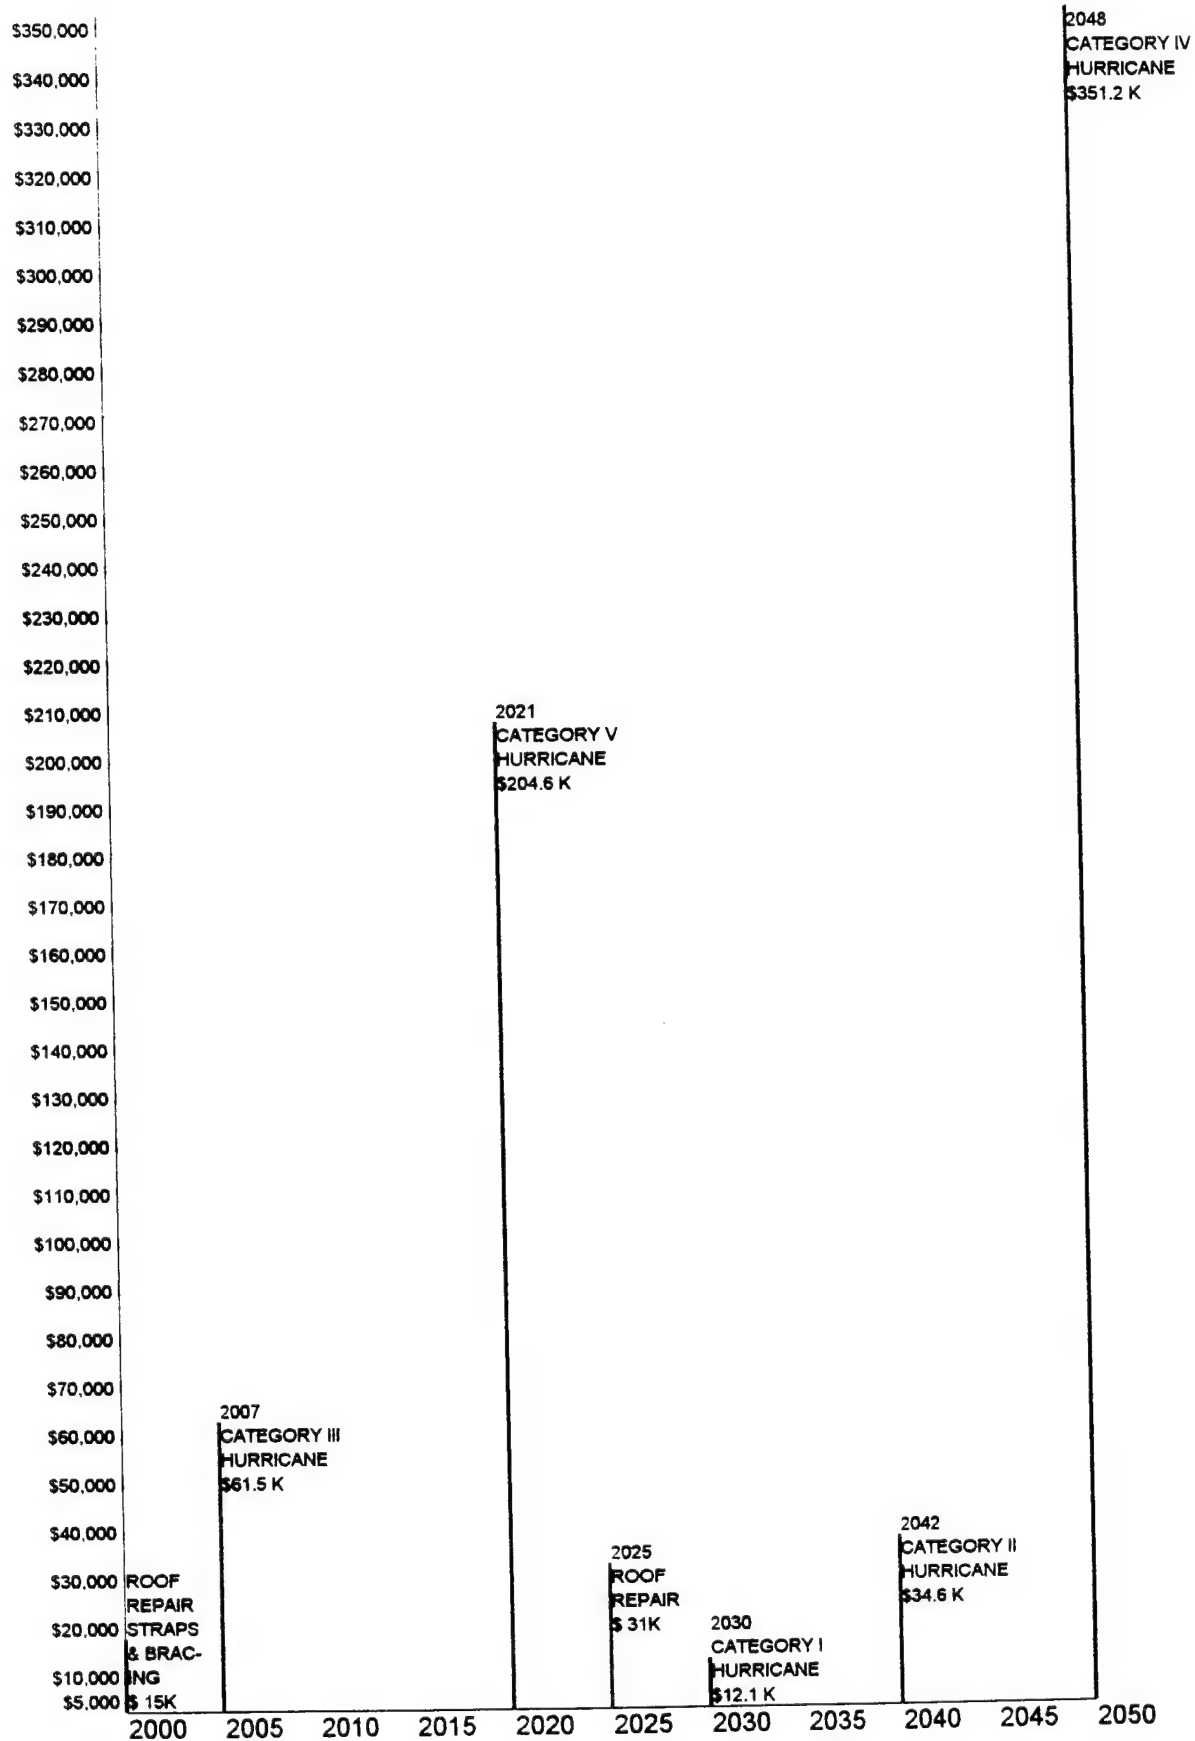 $350,000
$340,000
$330,000
$320,000
$310,000
$300,000
$290,000
$280,000
$270,000
$260,000
$250,000
$240,000
$230,000
$220,000
$210,000
$200,000
$190,000
$180,000
$170,000
$160,000
$150,000
$140,000
$130,000
$120,000
$110,000
$100,000
$90,000
$80,000
$70,000
$60,000
$50,000
$40,000
$30,000
$20,000
$10,000
$5,000
ROOF
REPAIR
STRAPS
& BRAC-
ING
$ 15K
2007
CATEGORY III
HURRICANE
$61.5 K
2021
CATEGORY V
HURRICANE
$204.6 K
2025
ROOF
REPAIR
$ 31K
2030
CATEGORY I
HURRICANE
$12.1 K
2042
CATEGORY II
HURRICANE
$34.6 K
2048
CATEGORY IV
HURRICANE
$351.2 K
2000 2005 2010 2015 2020 2025 2030 2035 2040 2045 2050